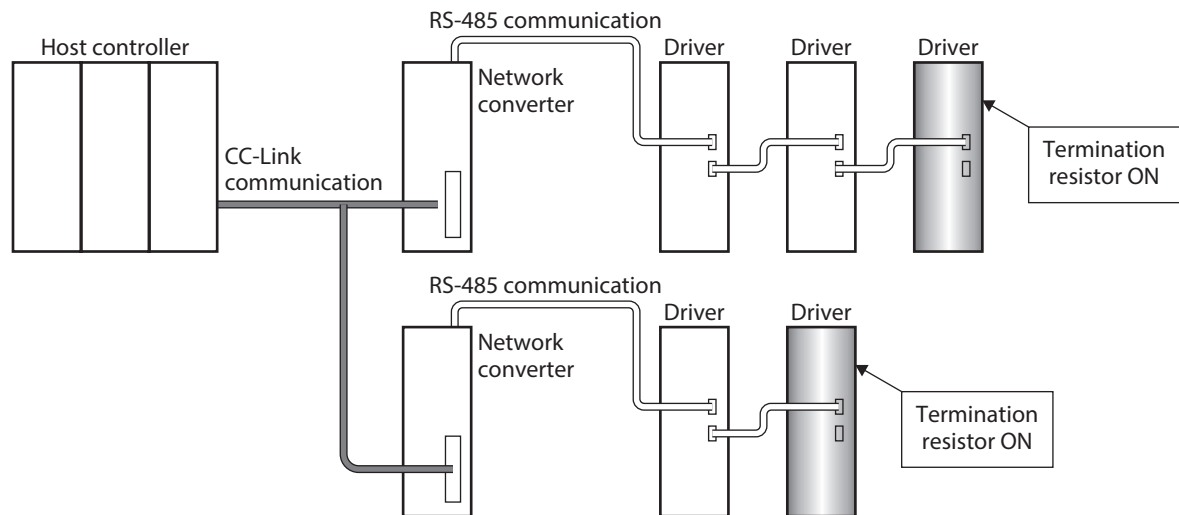 RS-485 communication
Host controller
Driver
Driver
Driver
Network
converter
CC-Link
communication
Termination
resistor ON
RS-485 communication
Driver
Driver
Network
converter
Termination
resistor ON